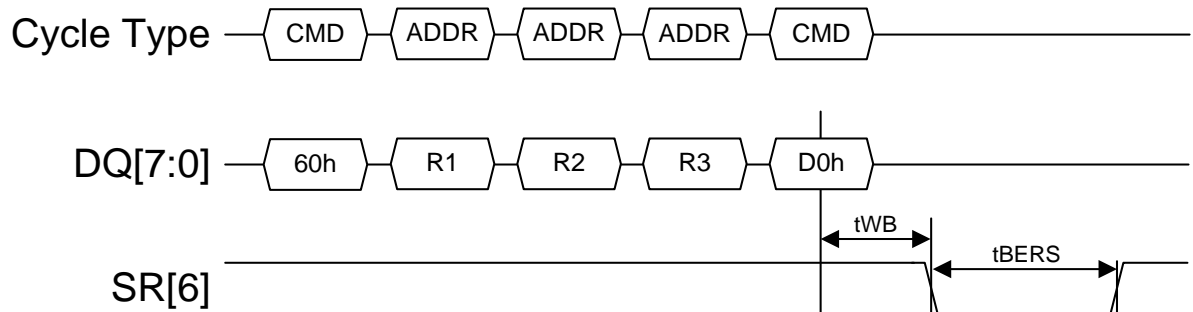 Cycle Type CMD ADDR ADDR ADDR CMD
DQ[7:0] 60h R1 R2 R3 D0h
tWB
tBERS
SR[6]